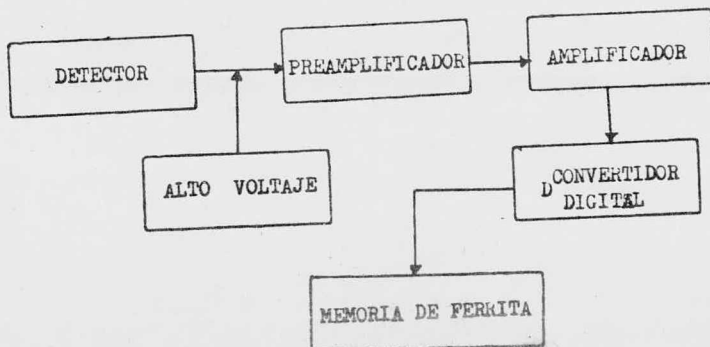 DETECTOR
PREAMPLIFICADOR
AMPLIFICADOR
ALTO VOLTAJE
D CONVERTIDOR
DIGITAL
MEMORIA DE FERRITA